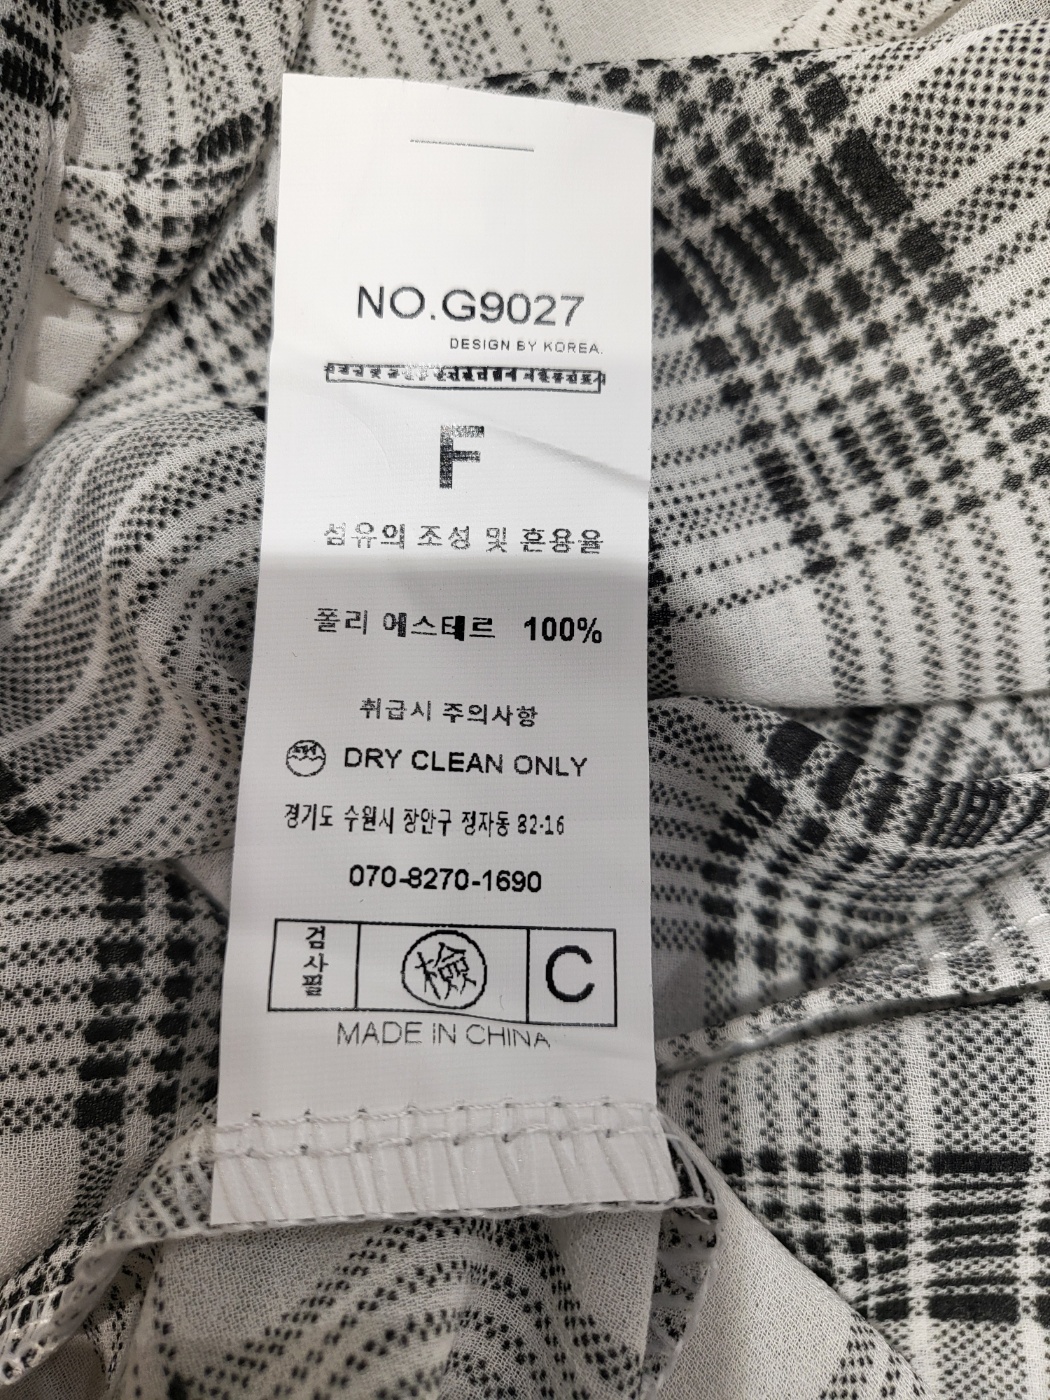 NO.G9027
DESIGN BY KOREA.
F
섬유의 조성 및 혼용율
폴리 에스테르 100%
취급시 주의사항
DRY CLEAN ONLY
경기도 수원시 장안구 정자동 82-16
070-8270-1690
검사필
檢
C
MADE IN CHINA